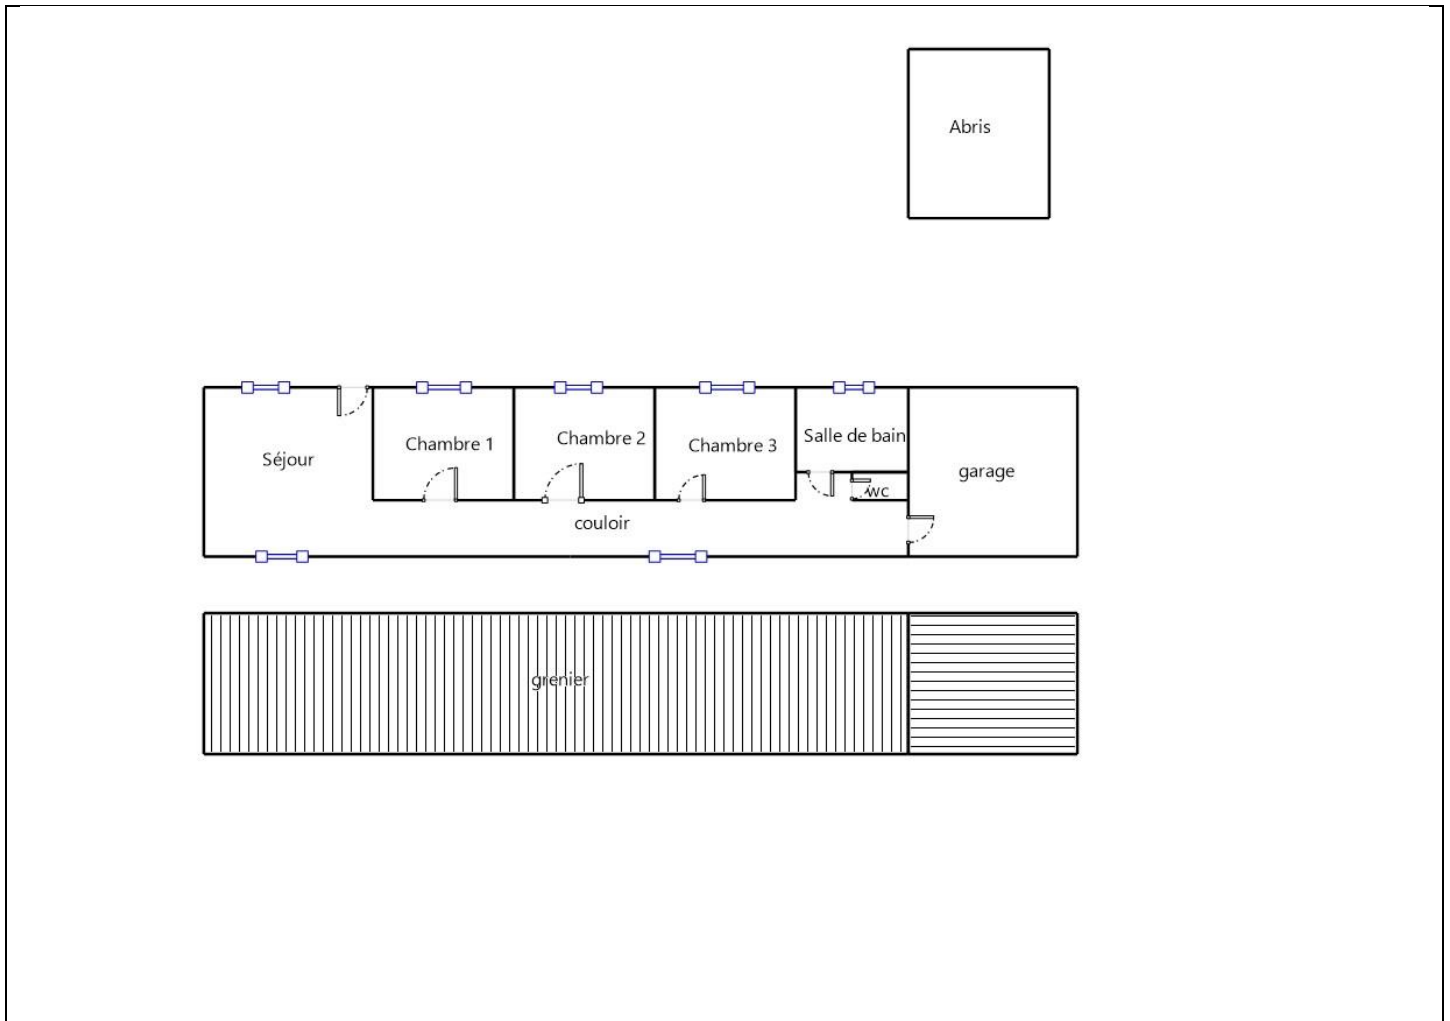 Abris
Séjour
Chambre 1
Chambre 2
Chambre 3
Salle de bain
garage
wc
couloir
grenier